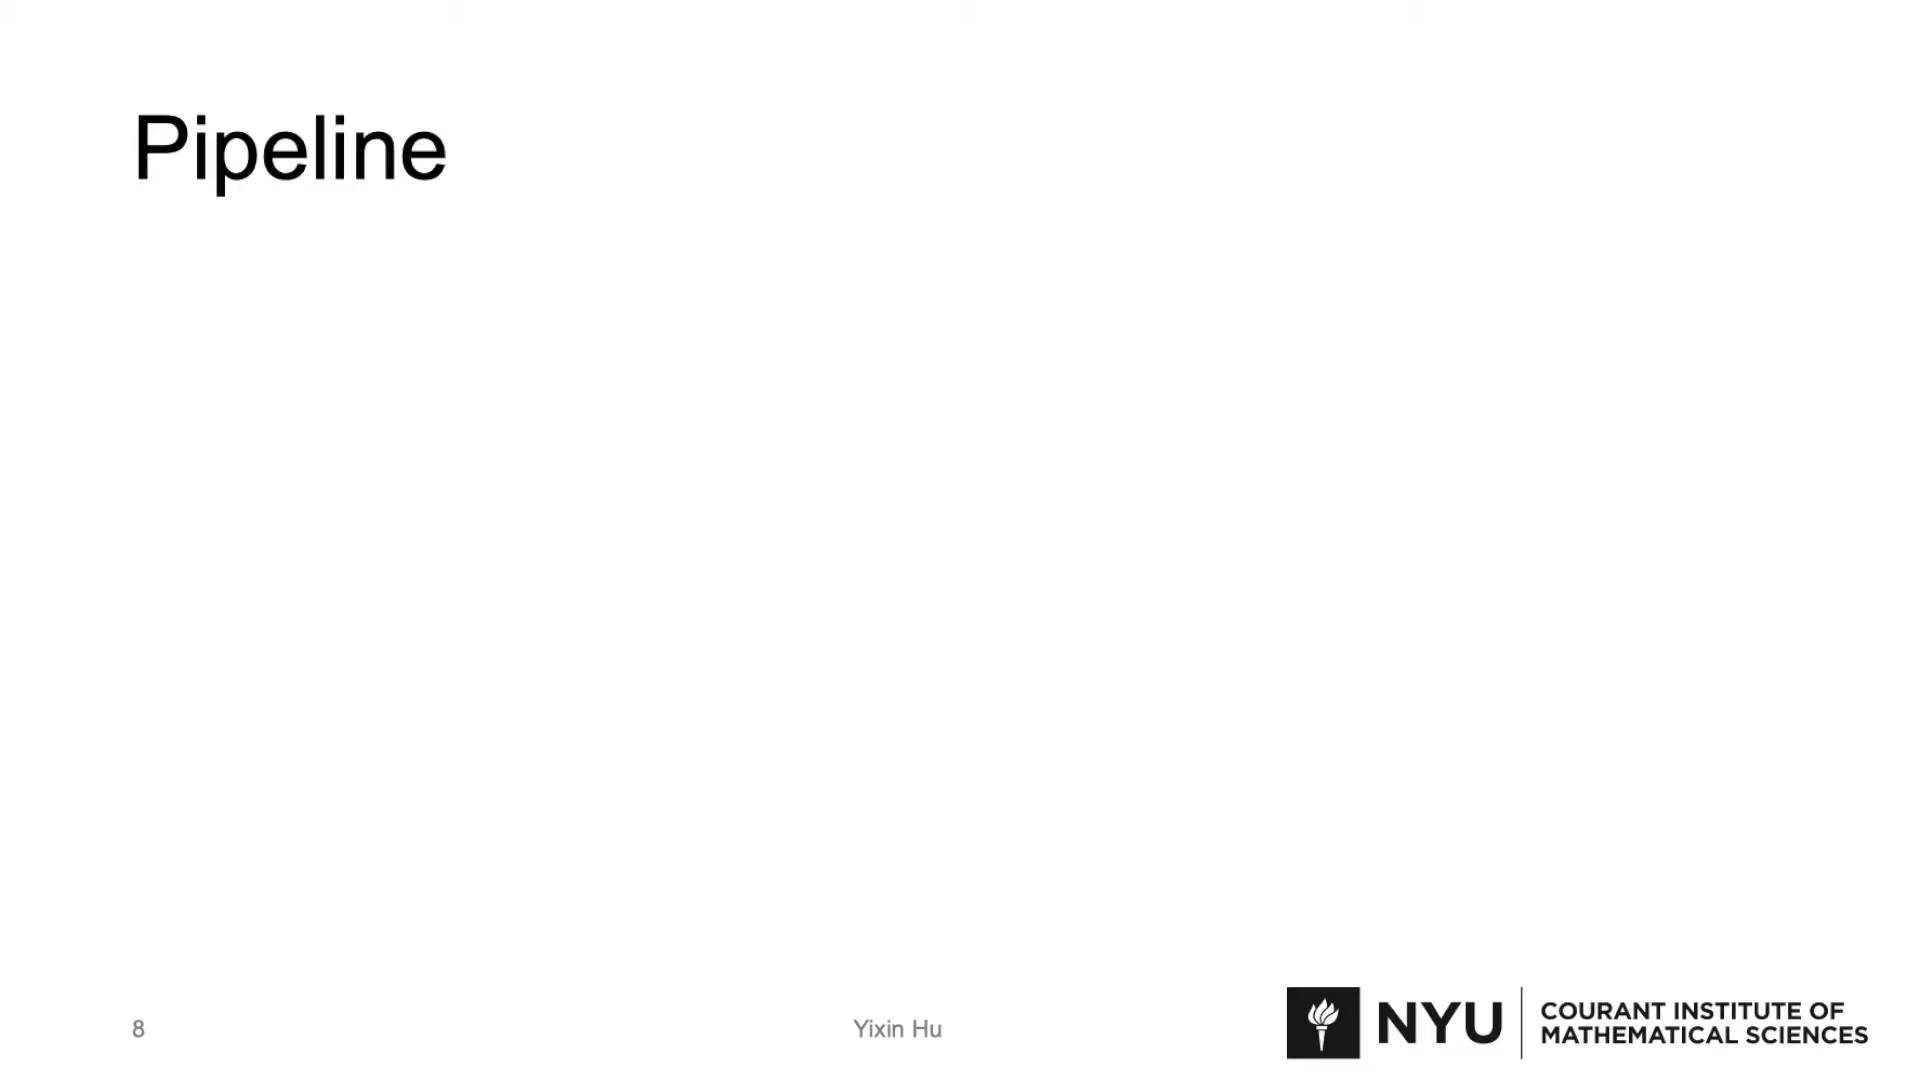 Pipeline
8
Yixin Hu
NYU
COURANT INSTITUTE OF
MATHEMATICAL SCIENCES